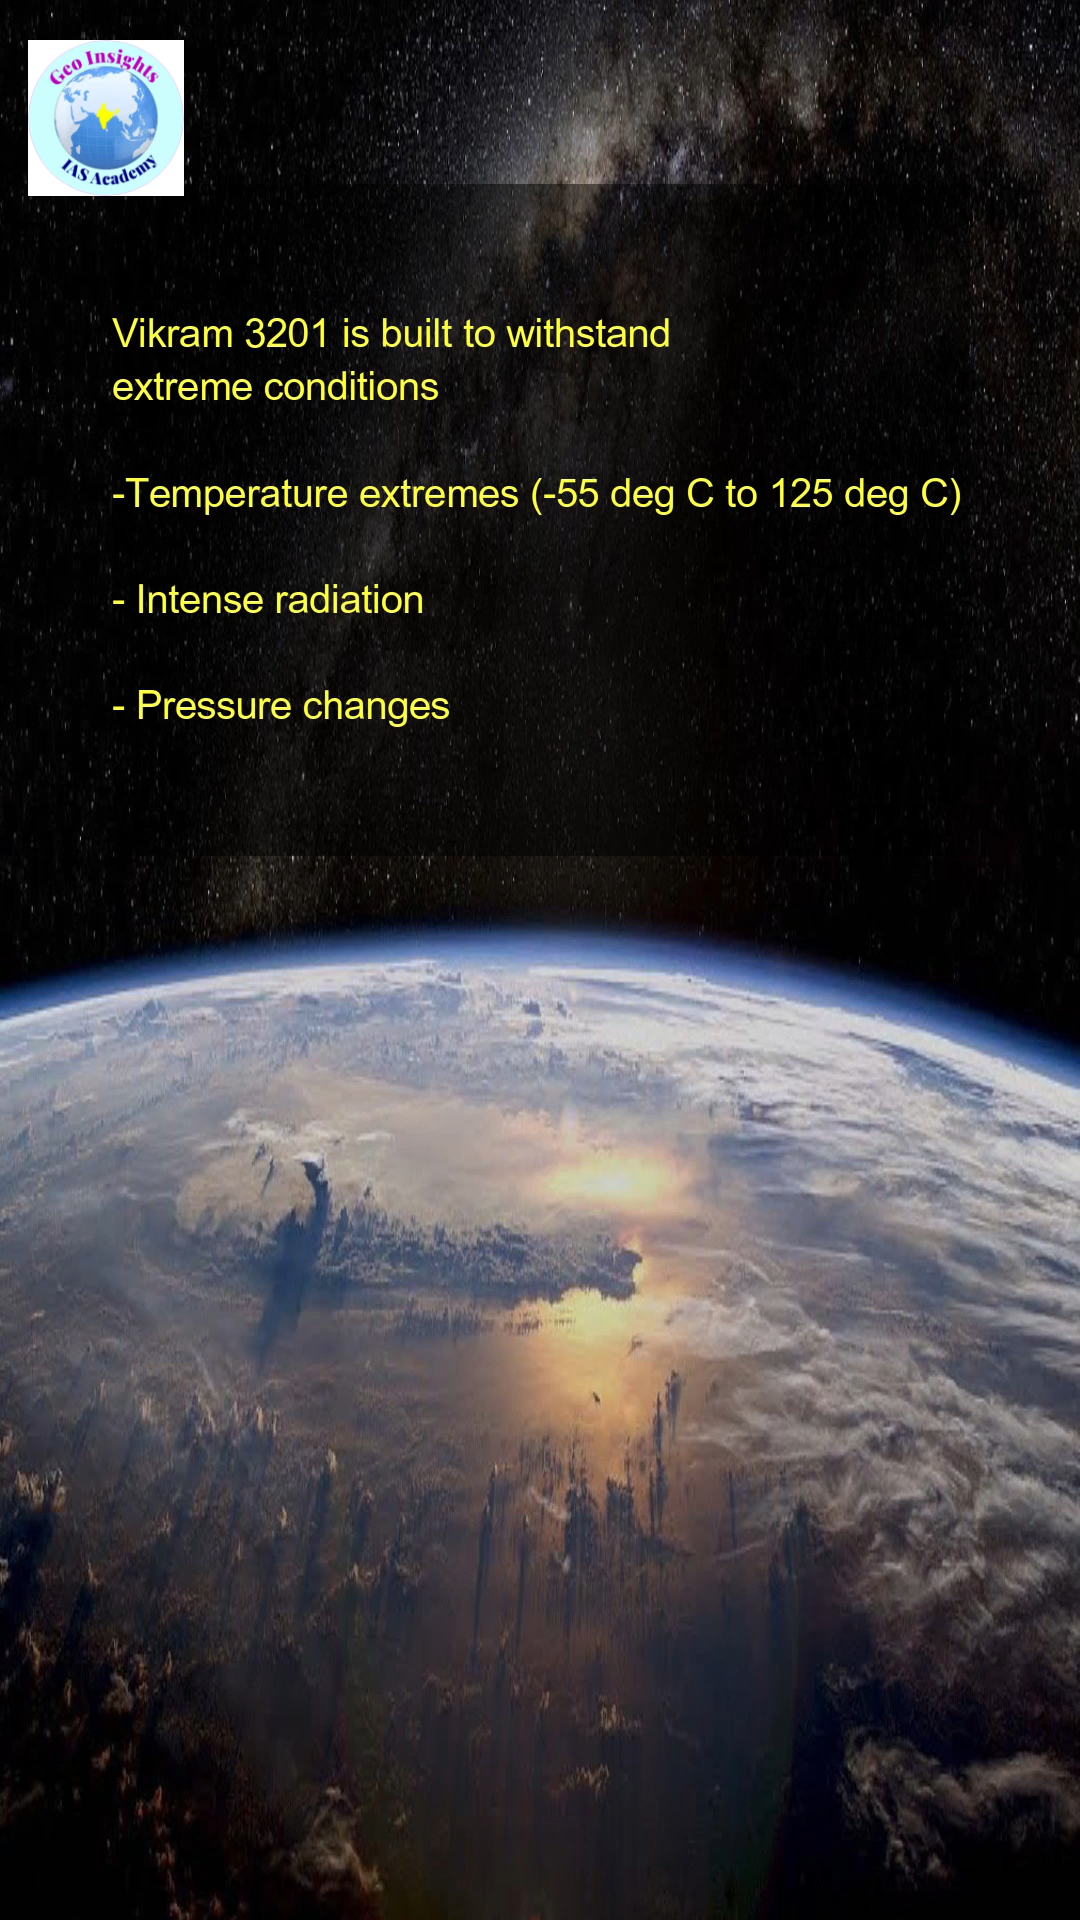 Geo Insights
IAS Academy
Vikram 3201 is built to withstand
extreme conditions
-Temperature extremes (-55 deg C to 125 deg C)
- Intense radiation
- Pressure changes